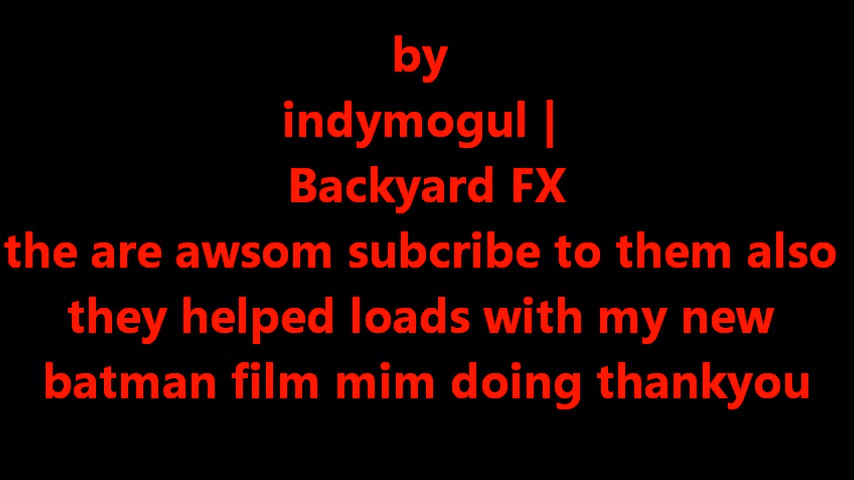 by
indymogul |
Backyard FX
the are awsom subcribe to them also
they helped loads with my new
batman film mim doing thankyou